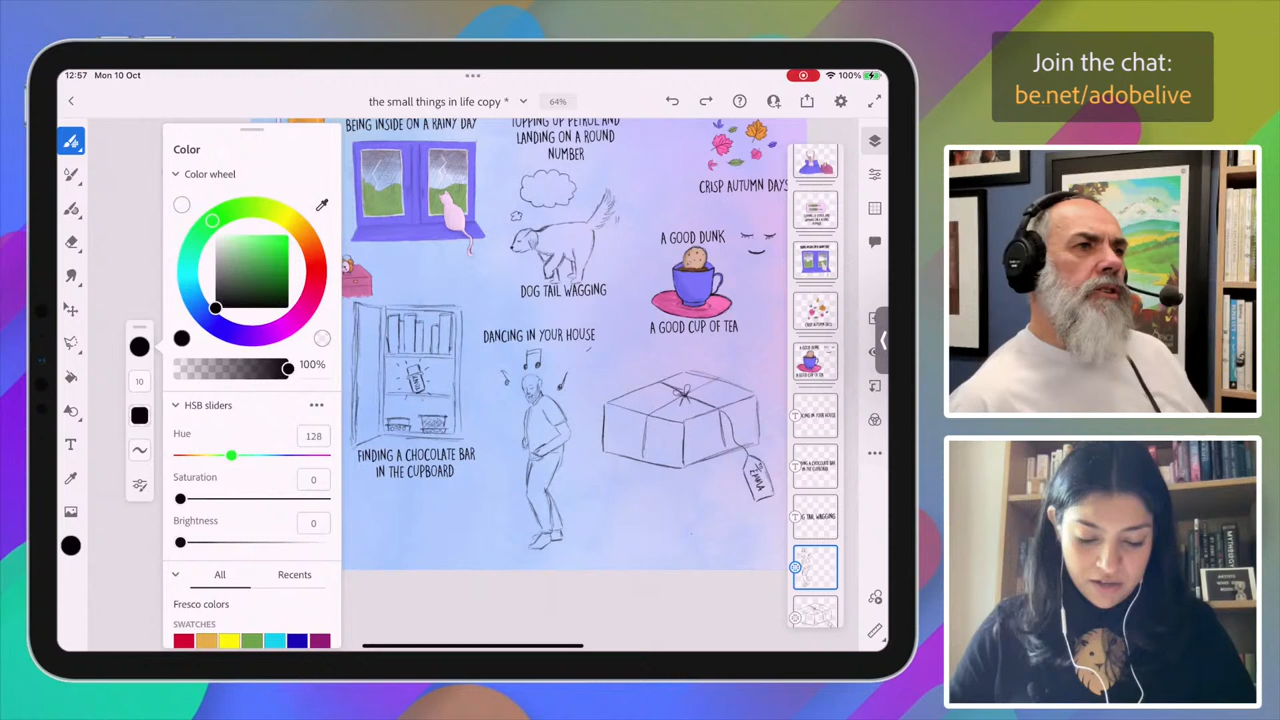 12:57 Mon 10 Oct
100%
the small things in life copy *
64%
Join the chat:
be.net/adobelive
Color
Color wheel
100%
HSB sliders
Hue
128
Saturation
0
Brightness
0
All
Recents
Fresco colors
SWATCHES
10
BEING INSIDE ON A RAINY DAY
TOPPING UP PETROL AND
LANDING ON A ROUND
NUMBER
CRISP AUTUMN DAYS
DOG TAIL WAGGING
A GOOD DUNK
A GOOD CUP OF TEA
DANCING IN YOUR HOUSE
FINDING A CHOCOLATE BAR
IN THE CUPBOARD